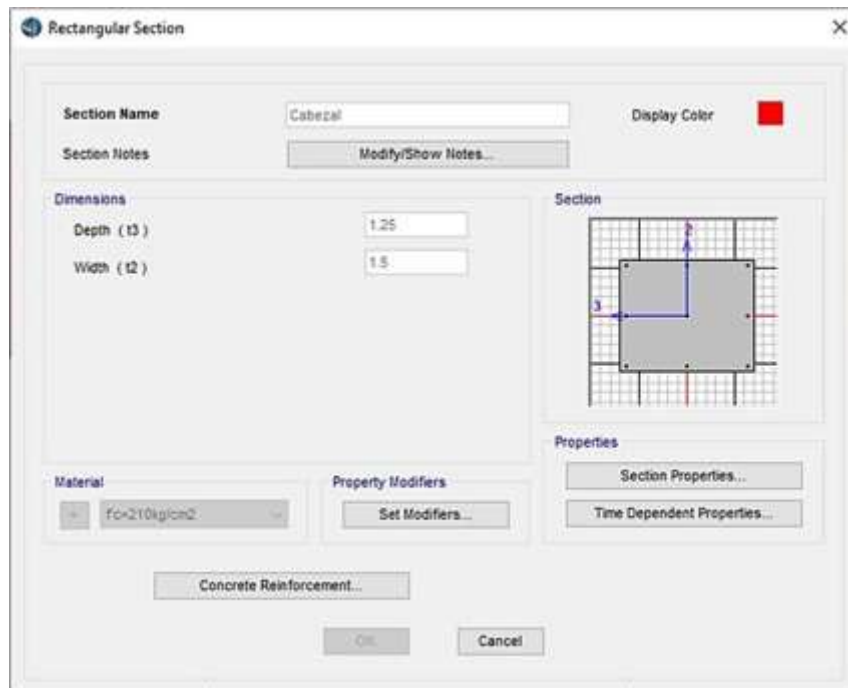 Rectangular Section
Section Name
Cabezal
Display Color
Section Notes
Modify/Show Notes...
Dimensions
Depth ( t3 )
1.25
Width ( t2 )
1.5
Section
2
3
Properties
Section Properties...
Time Dependent Properties...
Material
+
f'c=210kg/cm2
Property Modifiers
Set Modifiers...
Concrete Reinforcement...
OK
Cancel